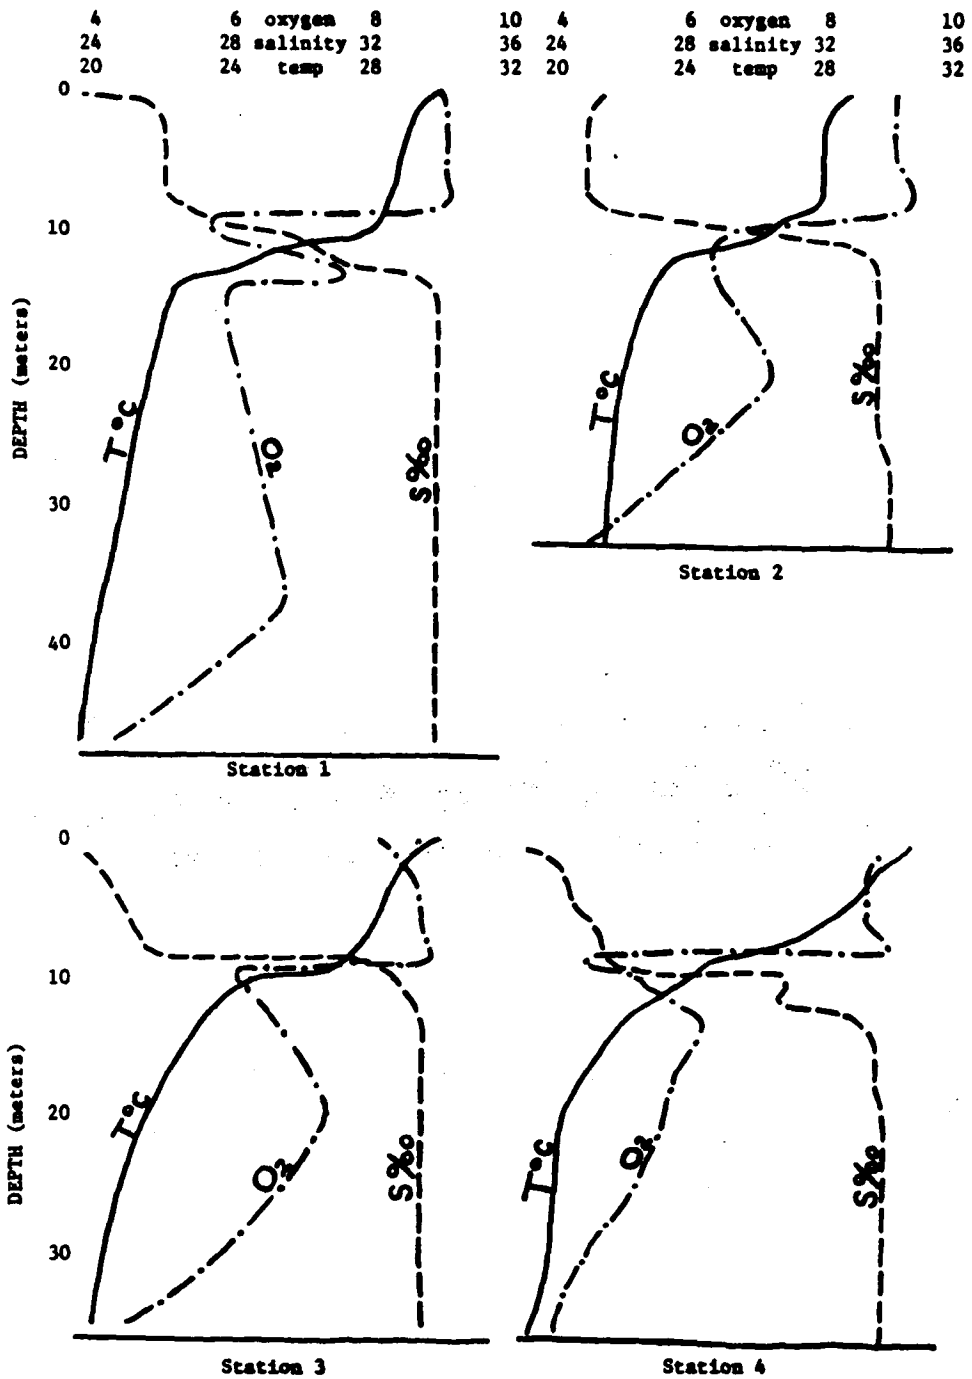 4 6 oxygen 8 10 4 6 oxygen 8 10
24 28 salinity 32 36 24 28 salinity 32 36
20 24 temp 28 32 20 24 temp 28 32
0
10
20
30
40
DEPTH (meters)
T°C
O2
S‰
Station 1
T°C
O2
S‰
Station 2
0
10
20
30
DEPTH (meters)
T°C
O2
S‰
Station 3
T°C
O2
S‰
Station 4